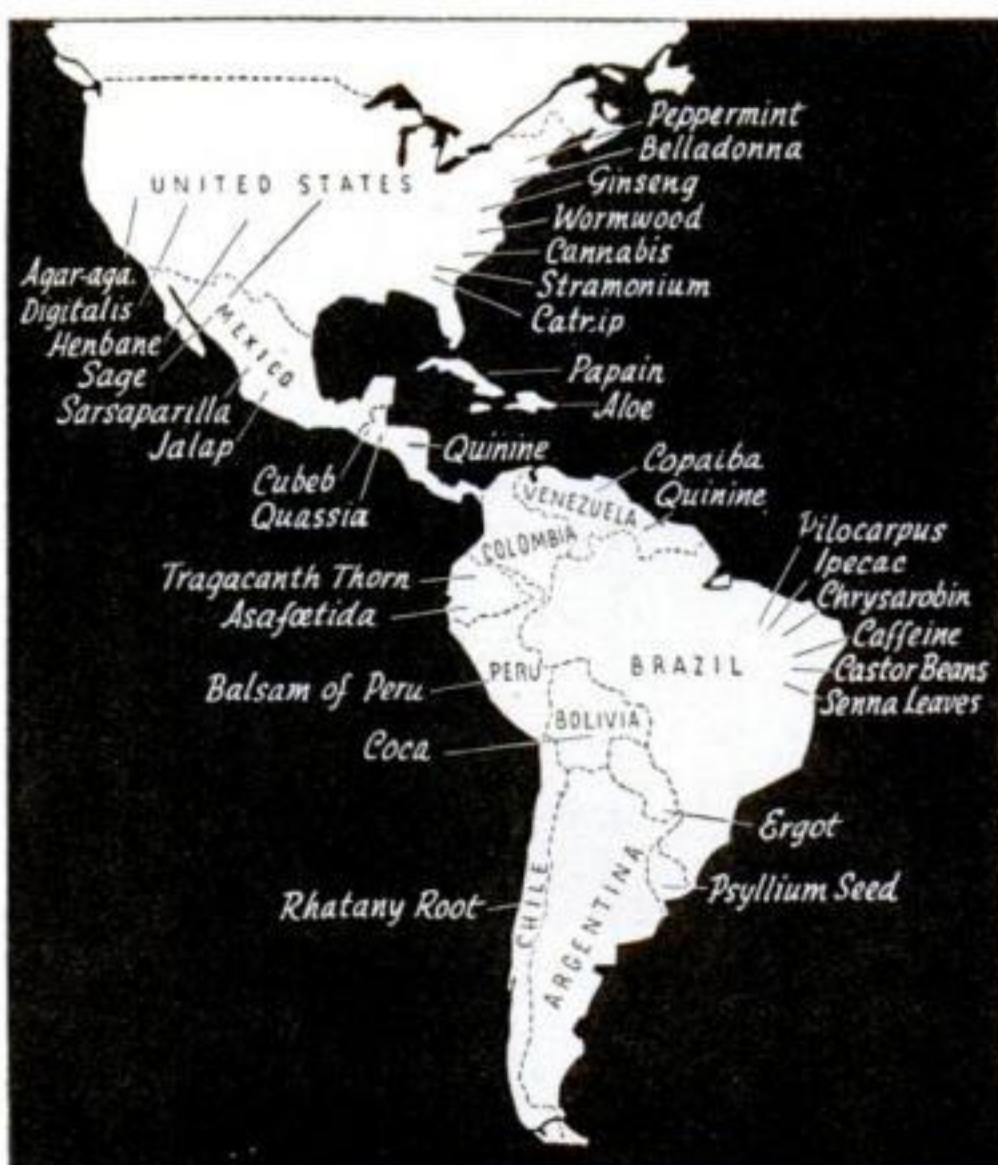 Peppermint
Belladonna
UNITED STATES
Ginseng
Wormwood
Cannabis
Agar-aga.
Stramonium
Digitalis
Catr.ip
Henbane
MEXICO
Sage
Papain
Sarsaparilla
Aloe
Jalap
Quinine
Cubeb
Copaiba
Quassia
VENEZUELA
Quinine
COLOMBIA
Pilocarpus
Ipecac
Tragacanth Thorn
Chrysarobin
Asafœtida
Caffeine
PERU
BRAZIL
Castor Beans
Balsam of Peru
Senna Leaves
BOLIVIA
Coca
Ergot
Psyllium Seed
Rhatany Root
CHILE
ARGENTINA